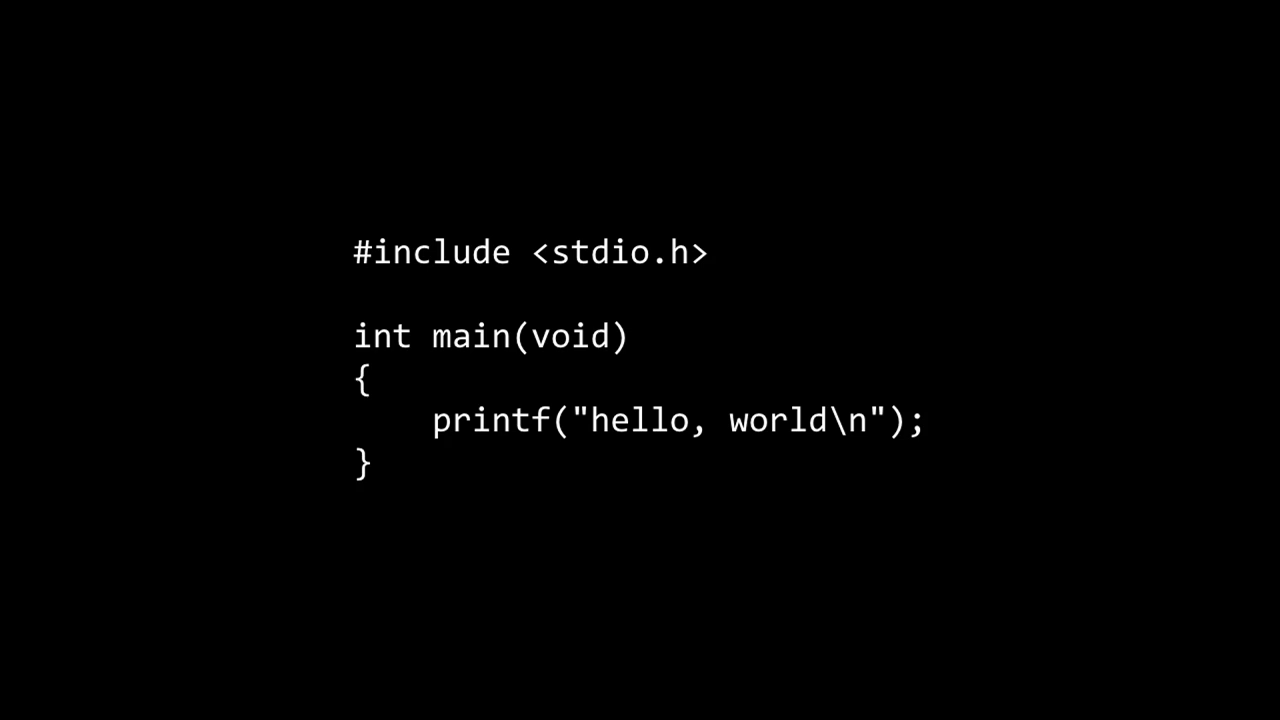 #include <stdio.h>
int main(void)
{
    printf("hello, world\n");
}